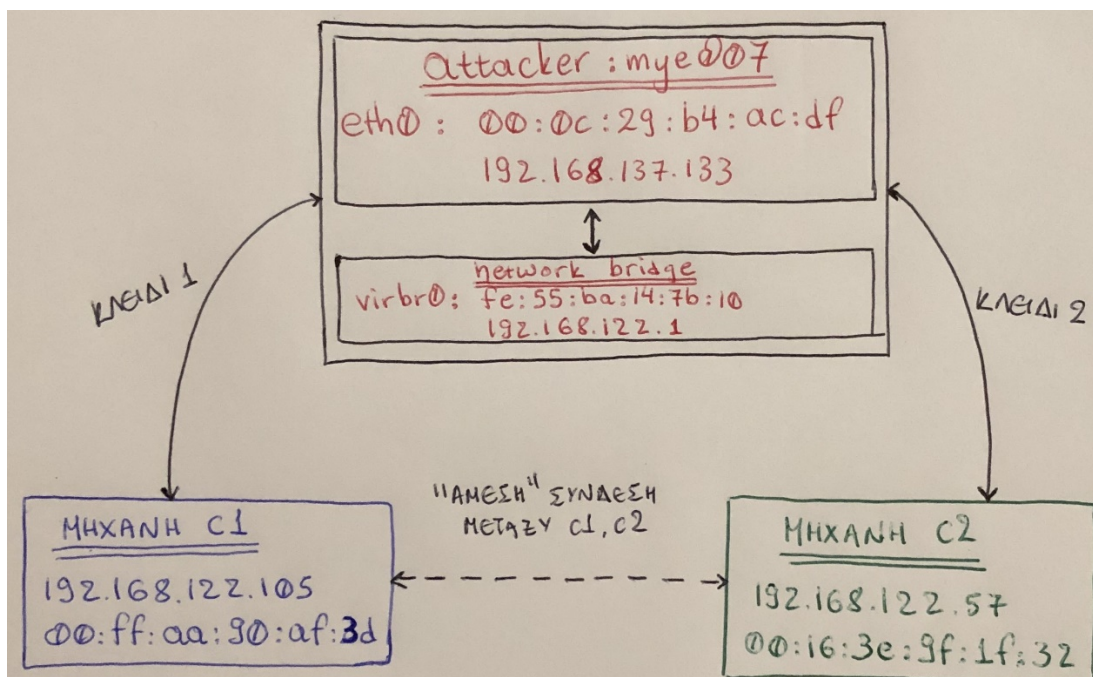 attacker : mye007
eth0 : 00:0c:29:b4:ac:df
192.168.137.133
network bridge
virbr0: fe:55:ba:14:7b:10
192.168.122.1
ΚΛΕΙΔΙ 1
ΚΛΕΙΔΙ 2
"ΑΜΕΣΗ" ΣΥΝΔΕΣΗ
ΜΕΤΑΞΥ C1, C2
ΜΗΧΑΝΗ C1
192.168.122.105
00:ff:aa:90:af:3d
ΜΗΧΑΝΗ C2
192.168.122.57
00:16:3e:9f:1f:32